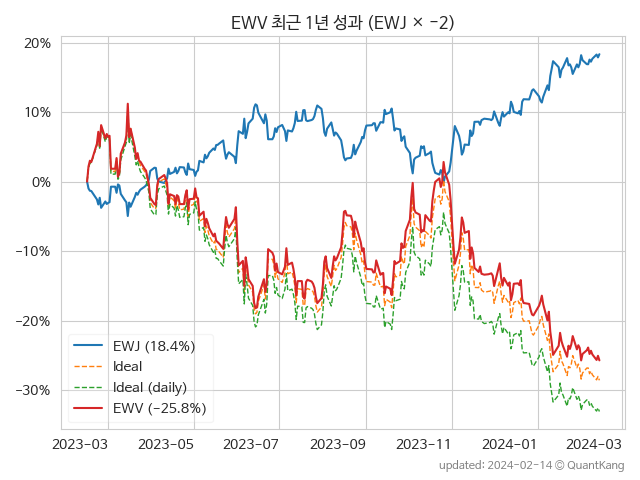 EWV 최근 1년 성과 (EWJ × -2)
20%
10%
0%
−10%
−20%
−30%
EWJ (18.4%)
Ideal
Ideal (daily)
EWV (-25.8%)
2023-03 2023-05 2023-07 2023-09 2023-11 2024-01 2024-03
updated: 2024-02-14 © QuantKang